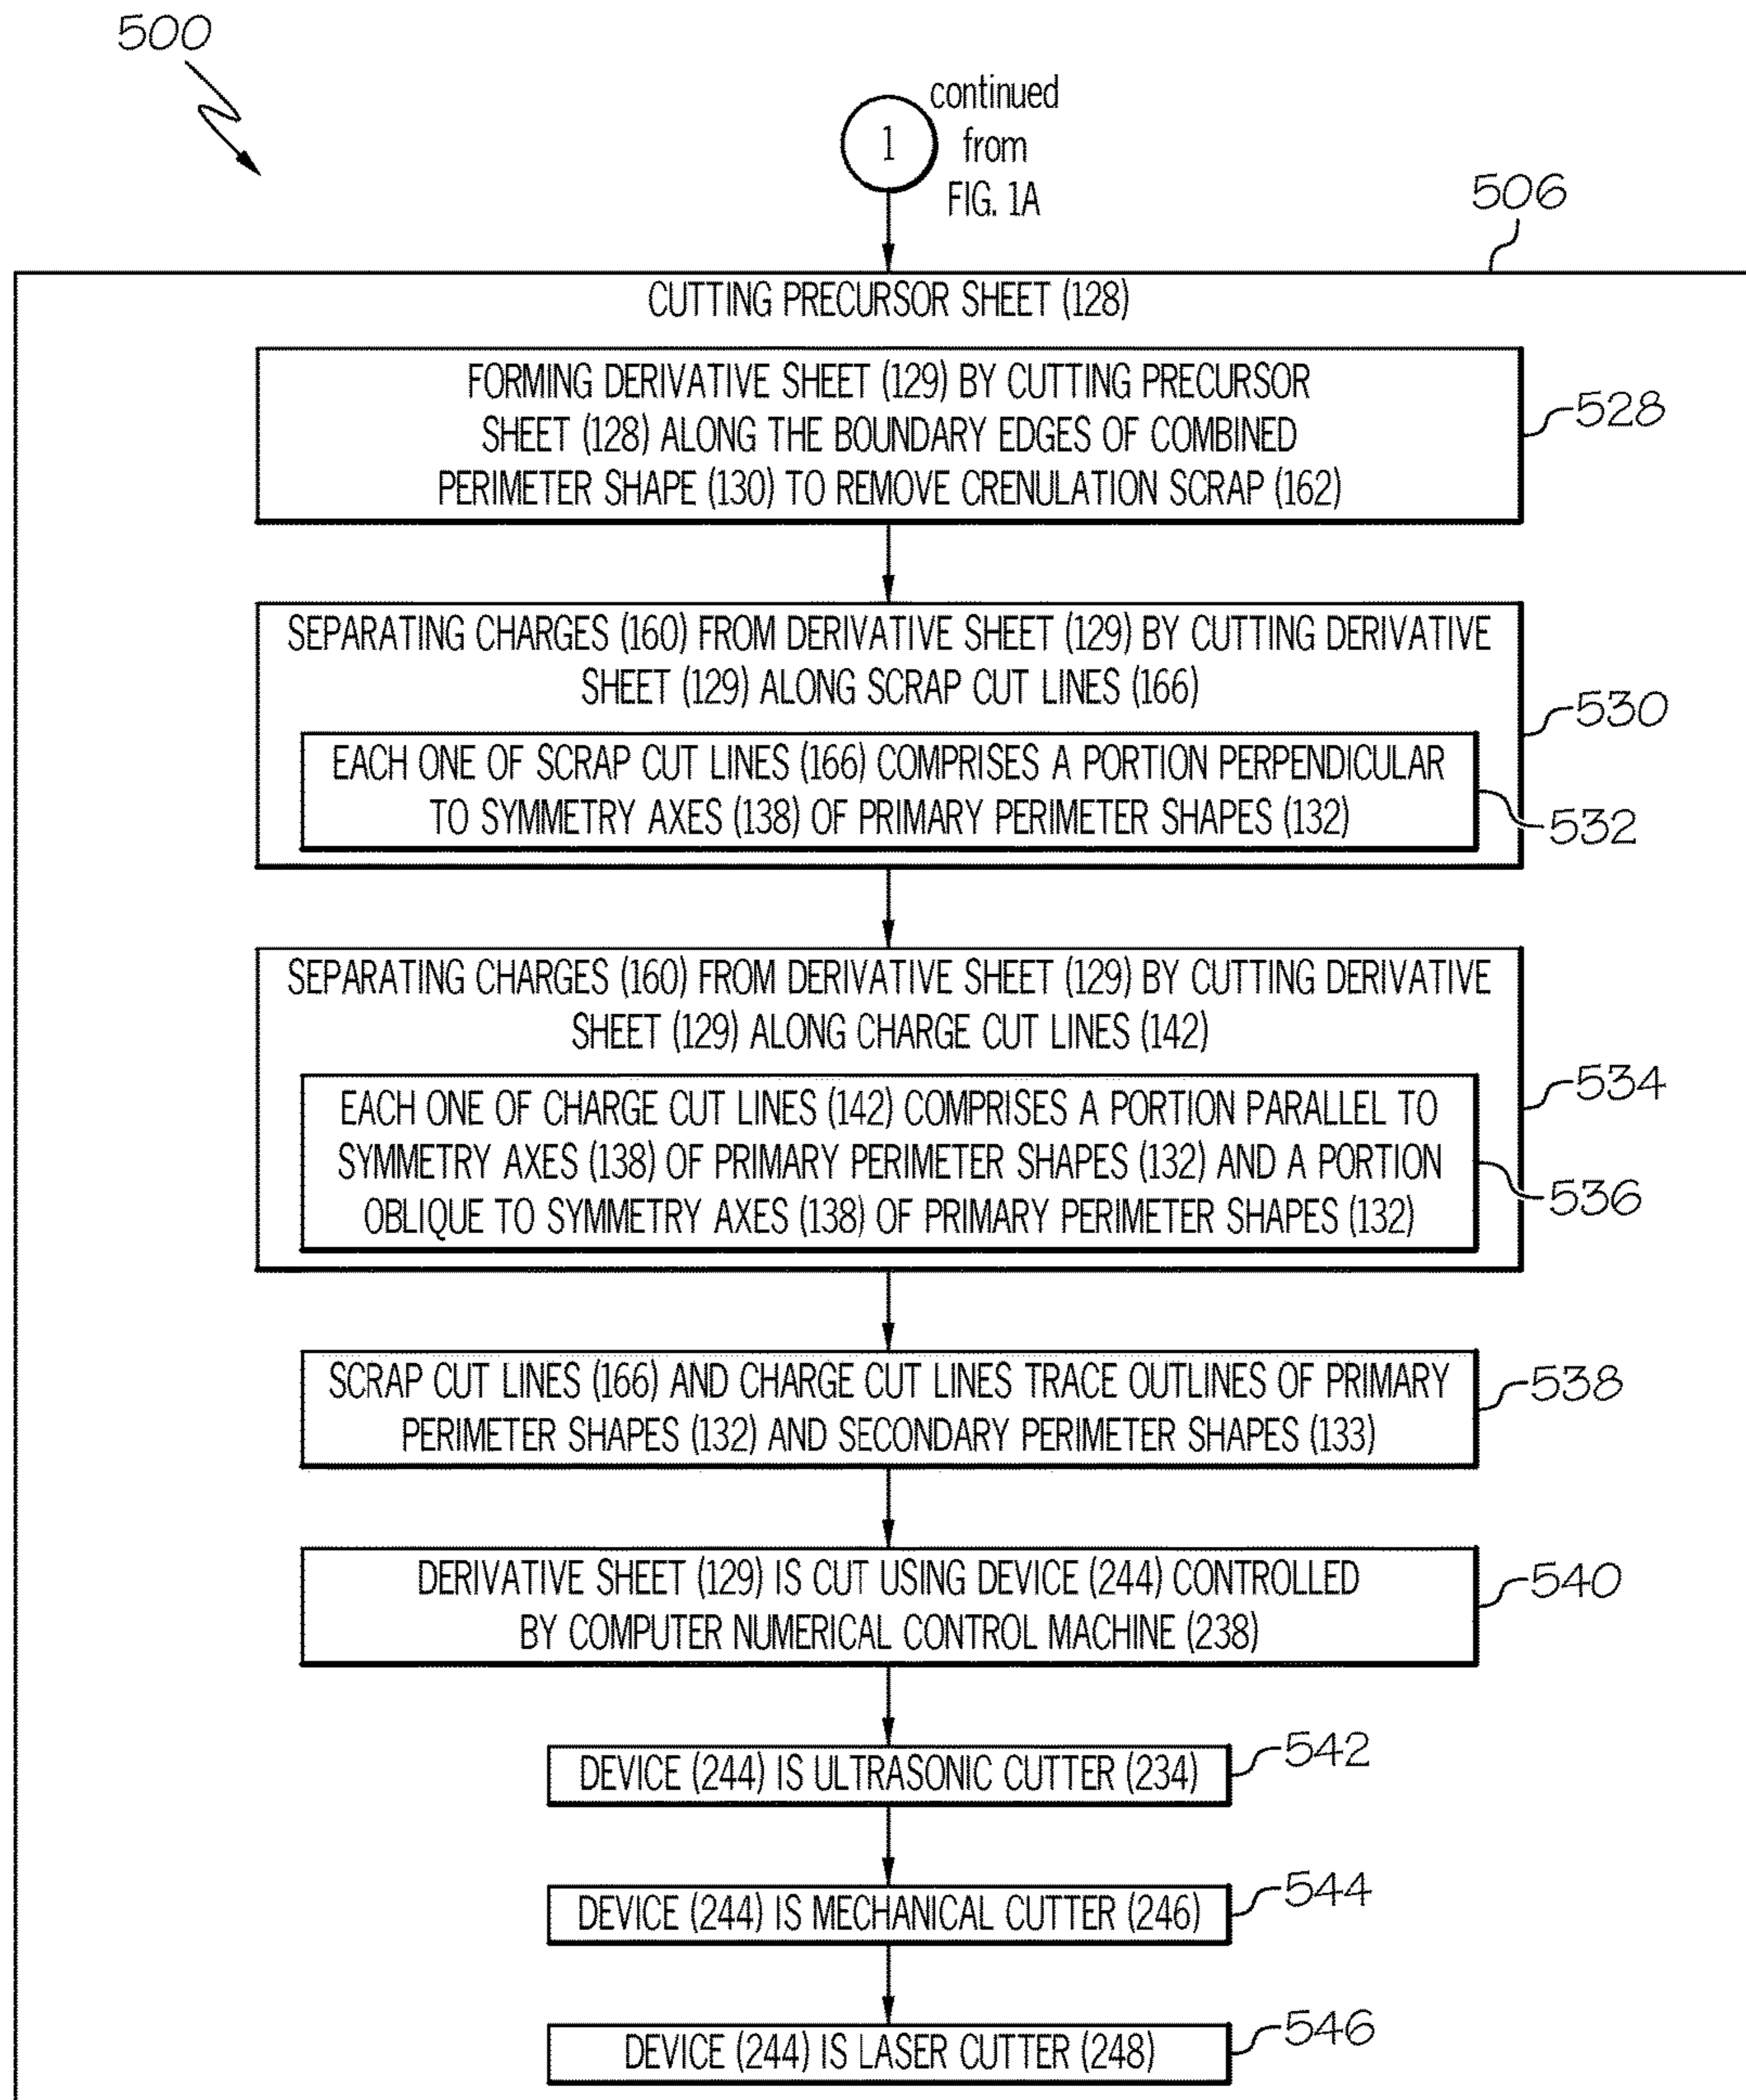 500
1
continued
from
FIG. 1A
506
CUTTING PRECURSOR SHEET (128)
FORMING DERIVATIVE SHEET (129) BY CUTTING PRECURSOR
SHEET (128) ALONG THE BOUNDARY EDGES OF COMBINED
PERIMETER SHAPE (130) TO REMOVE CRENULATION SCRAP (162)
528
SEPARATING CHARGES (160) FROM DERIVATIVE SHEET (129) BY CUTTING DERIVATIVE
SHEET (129) ALONG SCRAP CUT LINES (166)
530
EACH ONE OF SCRAP CUT LINES (166) COMPRISES A PORTION PERPENDICULAR
TO SYMMETRY AXES (138) OF PRIMARY PERIMETER SHAPES (132)
532
SEPARATING CHARGES (160) FROM DERIVATIVE SHEET (129) BY CUTTING DERIVATIVE
SHEET (129) ALONG CHARGE CUT LINES (142)
534
EACH ONE OF CHARGE CUT LINES (142) COMPRISES A PORTION PARALLEL TO
SYMMETRY AXES (138) OF PRIMARY PERIMETER SHAPES (132) AND A PORTION
OBLIQUE TO SYMMETRY AXES (138) OF PRIMARY PERIMETER SHAPES (132)
536
SCRAP CUT LINES (166) AND CHARGE CUT LINES TRACE OUTLINES OF PRIMARY
PERIMETER SHAPES (132) AND SECONDARY PERIMETER SHAPES (133)
538
DERIVATIVE SHEET (129) IS CUT USING DEVICE (244) CONTROLLED
BY COMPUTER NUMERICAL CONTROL MACHINE (238)
540
DEVICE (244) IS ULTRASONIC CUTTER (234)
542
DEVICE (244) IS MECHANICAL CUTTER (246)
544
DEVICE (244) IS LASER CUTTER (248)
546